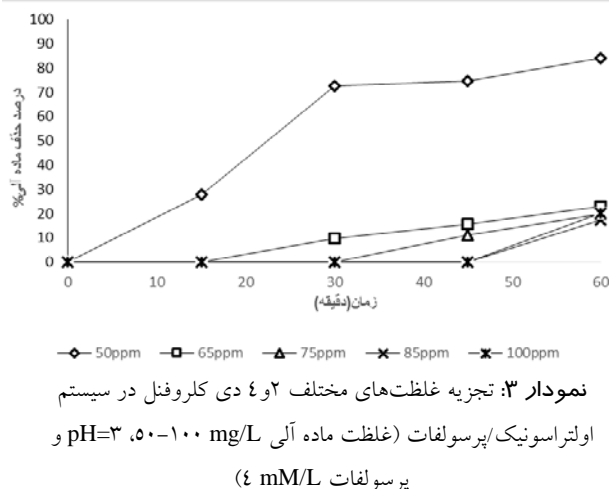 درصد حذف ماده آلی%
100
90
80
70
60
50
40
30
20
10
0
0 10 20 30 40 50 60
زمان(دقیقه)
50ppm 65ppm 75ppm 85ppm 100ppm
نمودار ۳: تجزیه غلظت‌های مختلف ۲و٤ دی کلروفنل در سیستم
اولتراسونیک/پرسولفات (غلظت ماده آلی mg/L ۵۰-۱۰۰، pH=۳ و
پرسولفات mM/L ٤)